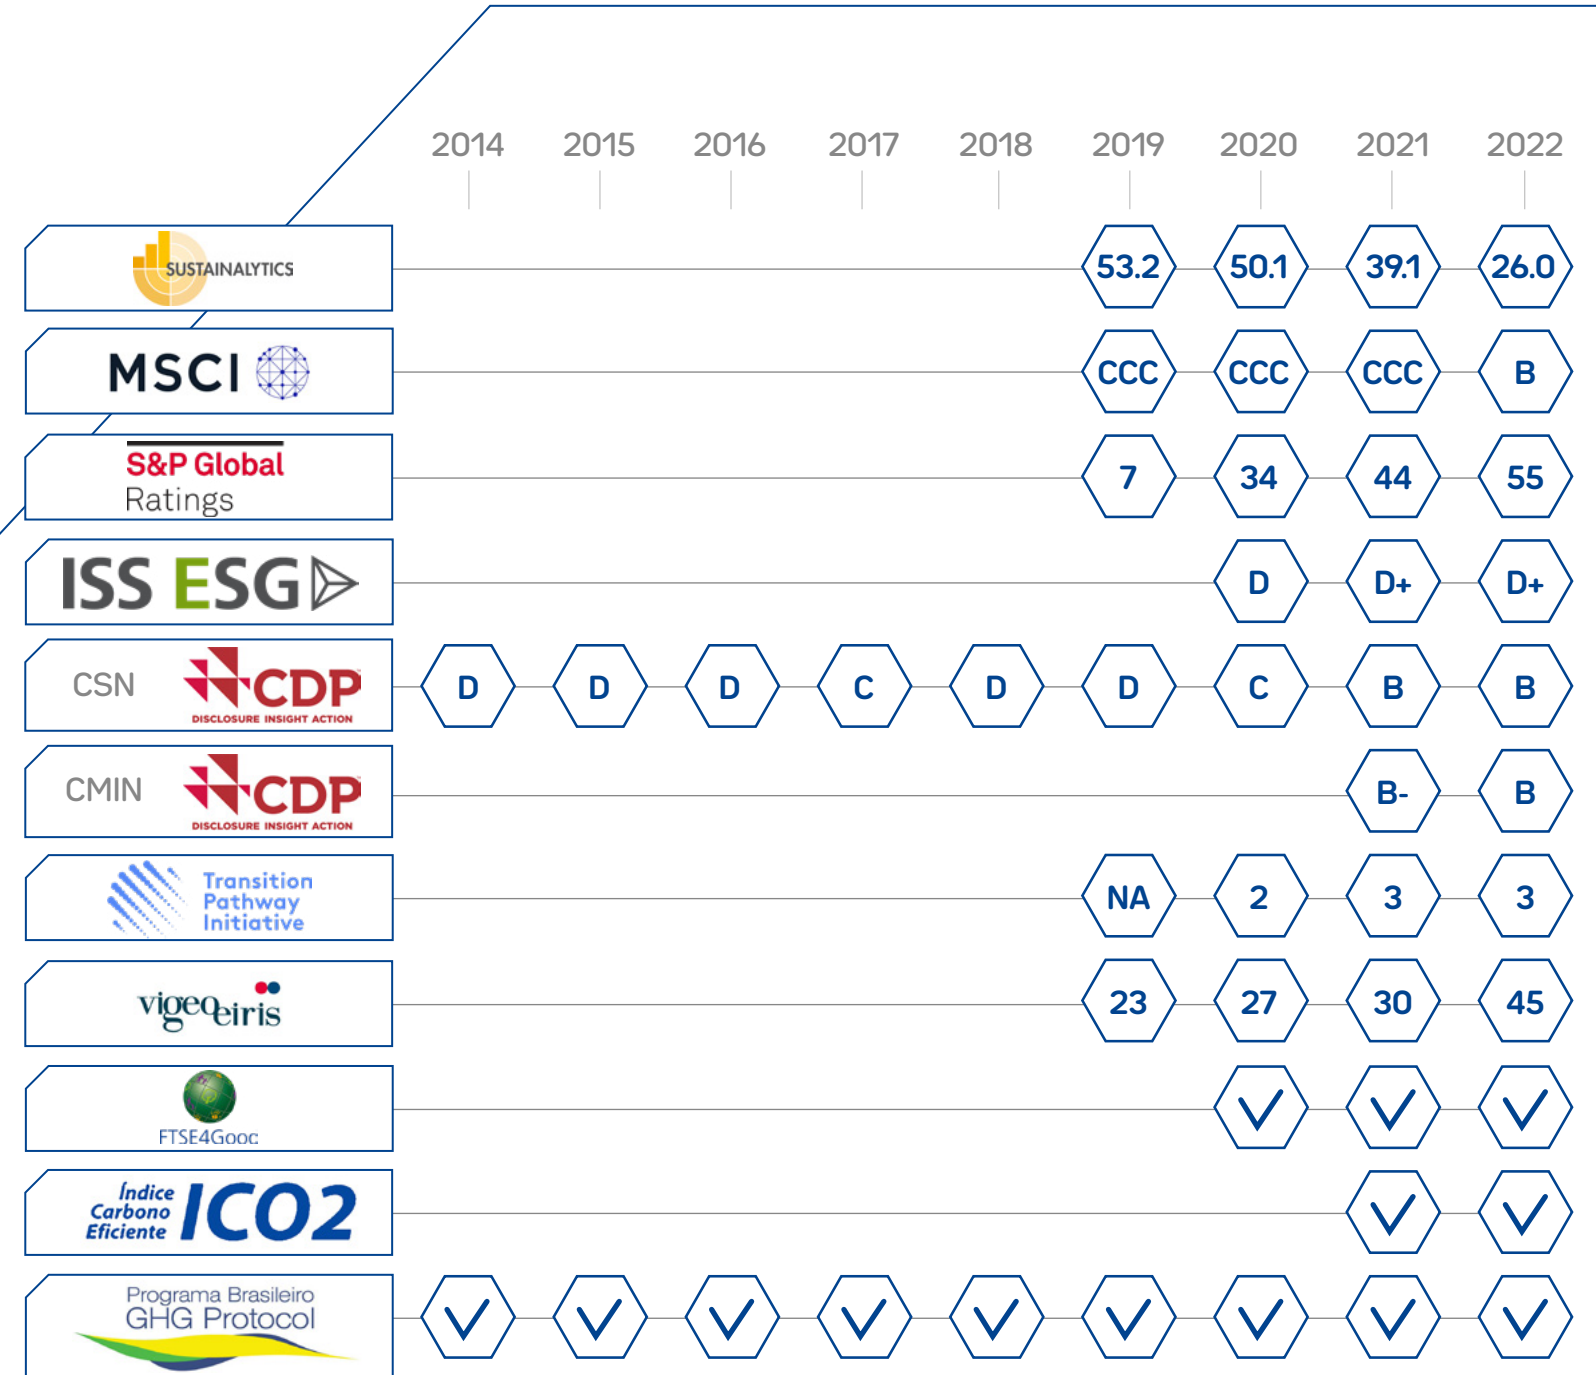 2014 2015 2016 2017 2018 2019 2020 2021 2022
SUSTAINALYTICS 53.2 50.1 39.1 26.0
MSCI CCC CCC CCC B
S&P Global
Ratings
7 34 44 55
ISS ESG D D+ D+
CSN CDP D D D C D D C B B
DISCLOSURE INSIGHT ACTION
CMIN CDP B- B
DISCLOSURE INSIGHT ACTION
Transition
Pathway
Initiative
NA 2 3 3
vigeoeiris 23 27 30 45
FTSE4Gooc
Índice
Carbono
Eficiente
ICO2
Programa Brasileiro
GHG Protocol